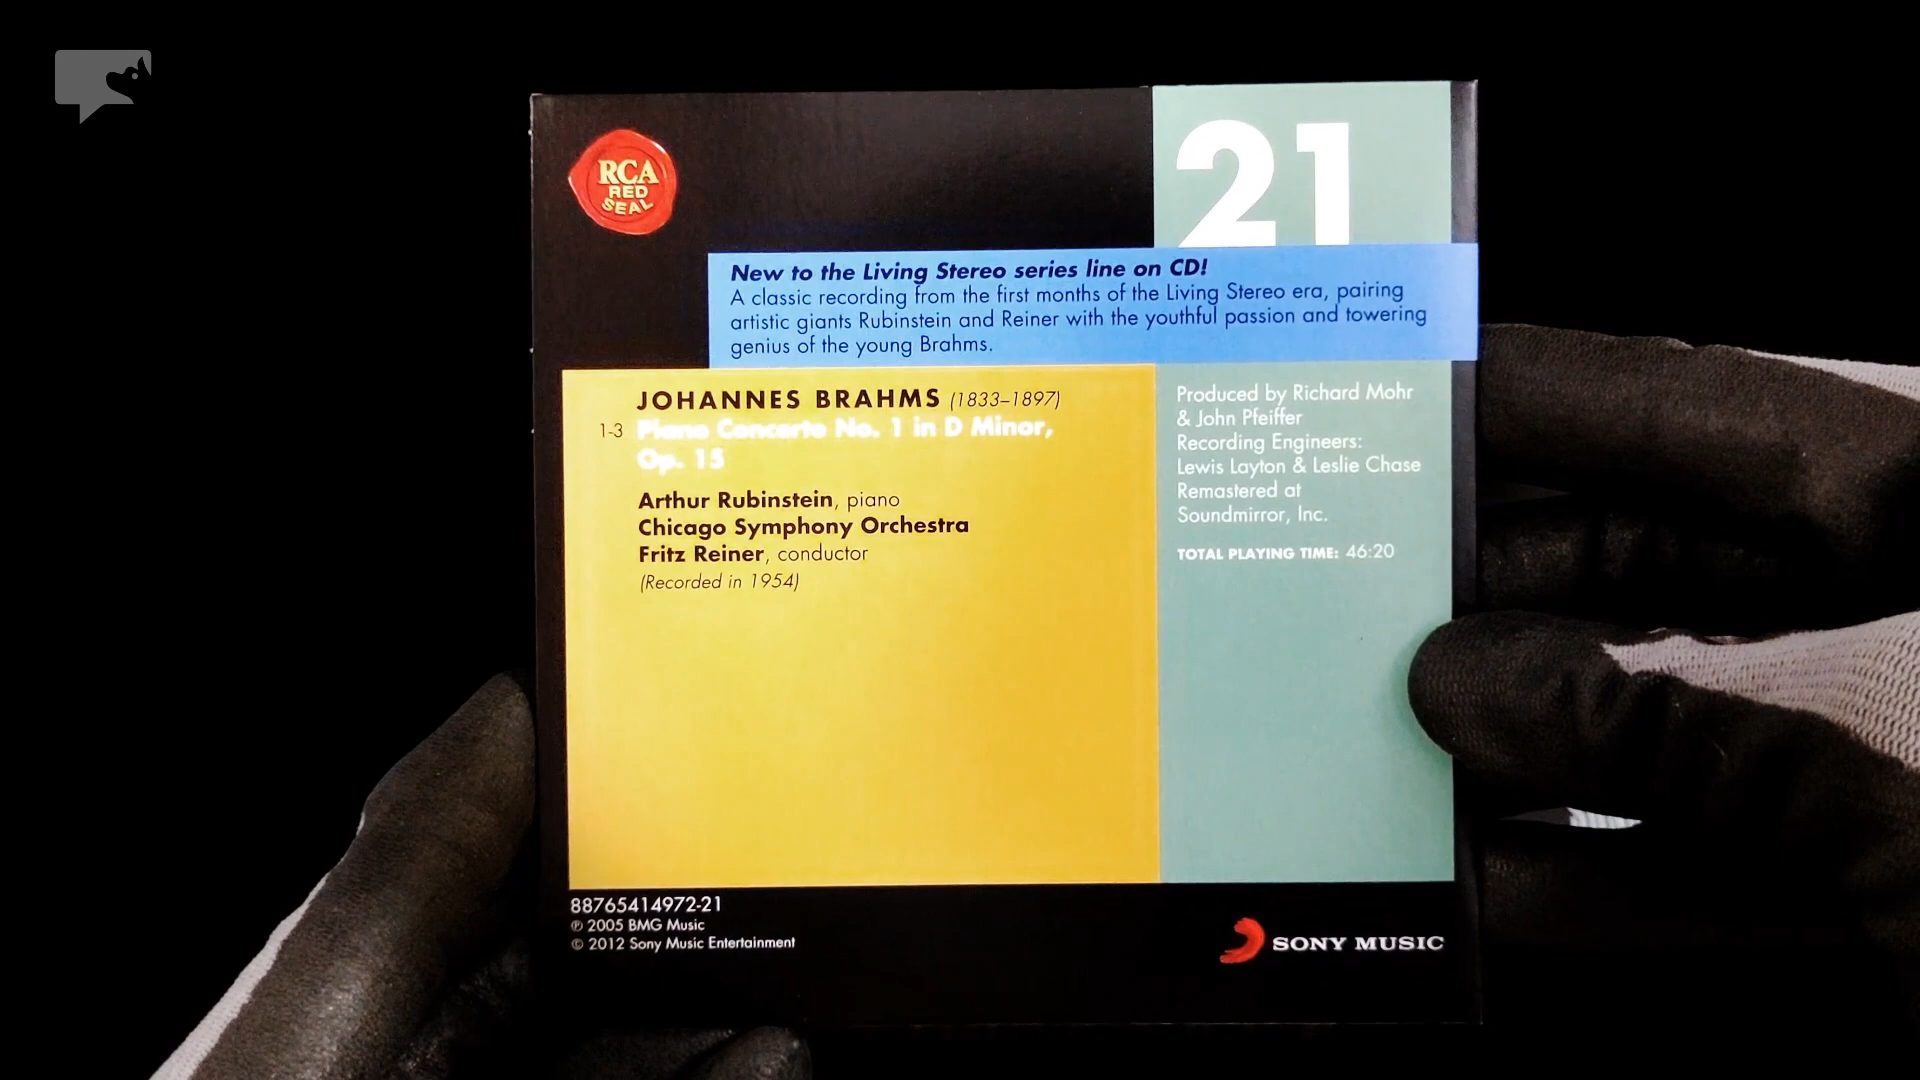 RCA
RED
SEAL
21
New to the Living Stereo series line on CD!
A classic recording from the first months of the Living Stereo era, pairing
artistic giants Rubinstein and Reiner with the youthful passion and towering
genius of the young Brahms.
JOHANNES BRAHMS (1833–1897)
1-3 Piano Concerto No. 1 in D Minor,
Op. 15
Arthur Rubinstein, piano
Chicago Symphony Orchestra
Fritz Reiner, conductor
(Recorded in 1954)
Produced by Richard Mohr
& John Pfeiffer
Recording Engineers:
Lewis Layton & Leslie Chase
Remastered at
Soundmirror, Inc.
TOTAL PLAYING TIME: 46:20
88765414972-21
℗ 2005 BMG Music
© 2012 Sony Music Entertainment
SONY MUSIC